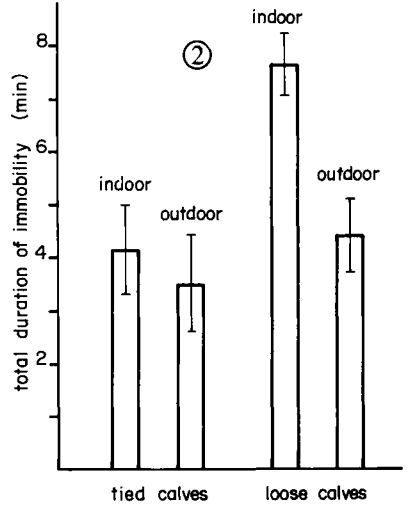 total duration of immobility (min)
8
6
4
2
②
indoor
outdoor
indoor
outdoor
tied calves
loose calves